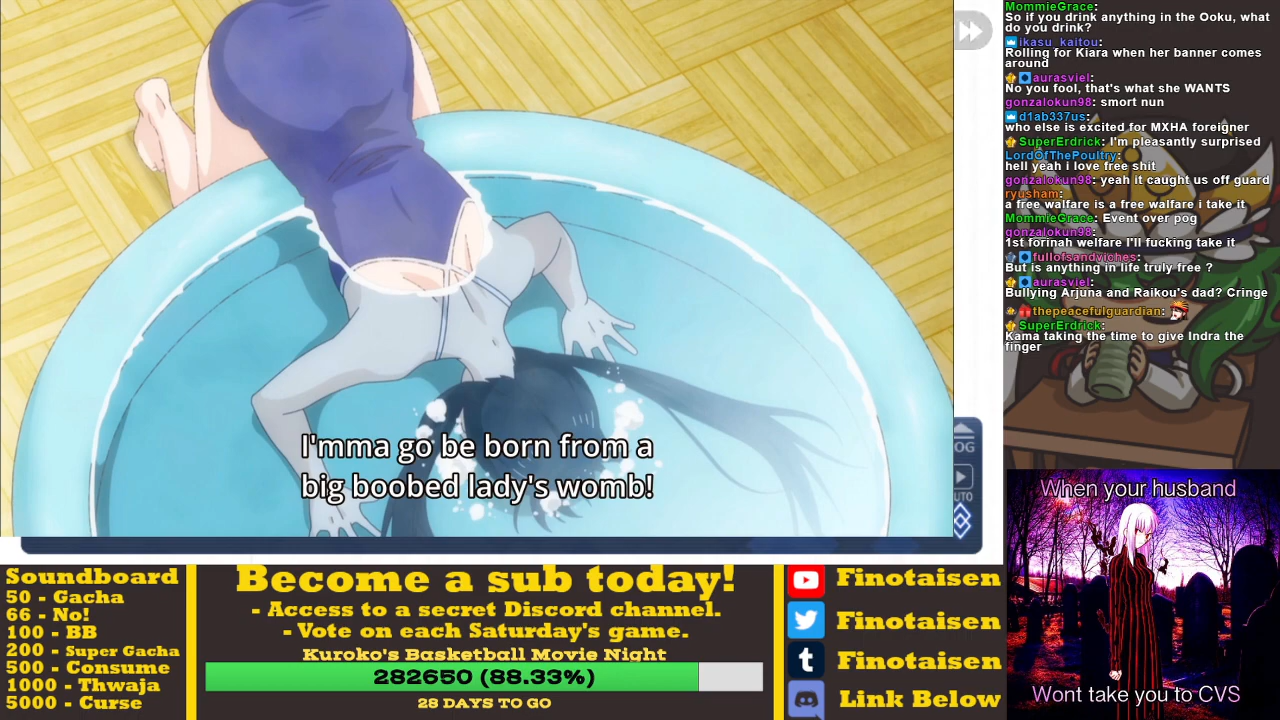 I'mma go be born from a
big boobed lady's womb!
OG
UTO
MommieGrace:
So if you drink anything in the Ooku, what
do you drink?
ikasu_kaitou:
Rolling for Kiara when her banner comes
around
aurasviel:
No you fool, that's what she WANTS
gonzalokun98: smort nun
d1ab337us:
who else is excited for MXHA foreigner
SuperErdrick: I'm pleasantly surprised
LordOfThePoultry:
hell yeah i love free shit
gonzalokun98: yeah it caught us off guard
ryusham:
a free walfare is a free walfare i take it
MommieGrace: Event over pog
gonzalokun98:
1st forinah welfare I'll fucking take it
fullofsandviches:
But is anything in life truly free ?
aurasviel:
Bullying Arjuna and Raikou's dad? Cringe
thepeacefulguardian:
SuperErdrick:
Kama taking the time to give Indra the
finger
When your husband
Wont take you to CVS
Soundboard
50 - Gacha
66 - No!
100 - BB
200 - Super Gacha
500 - Consume
1000 - Thwaja
5000 - Curse
Become a sub today!
- Access to a secret Discord channel.
- Vote on each Saturday's game.
Kuroko's Basketball Movie Night
282650 (88.33%)
28 DAYS TO GO
Finotaisen
Finotaisen
Finotaisen
Link Below